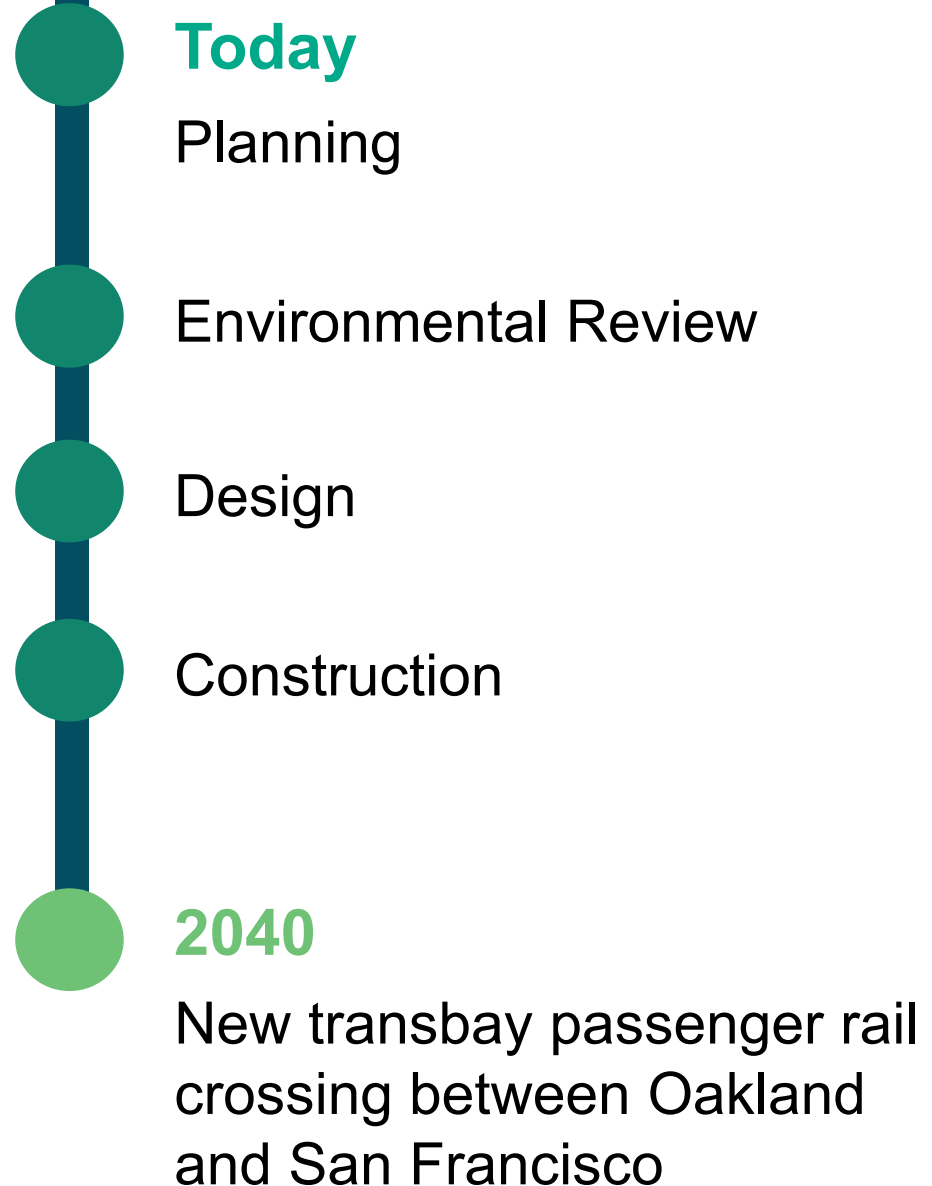 Today
Planning
Environmental Review
Design
Construction
2040
New transbay passenger rail
crossing between Oakland
and San Francisco